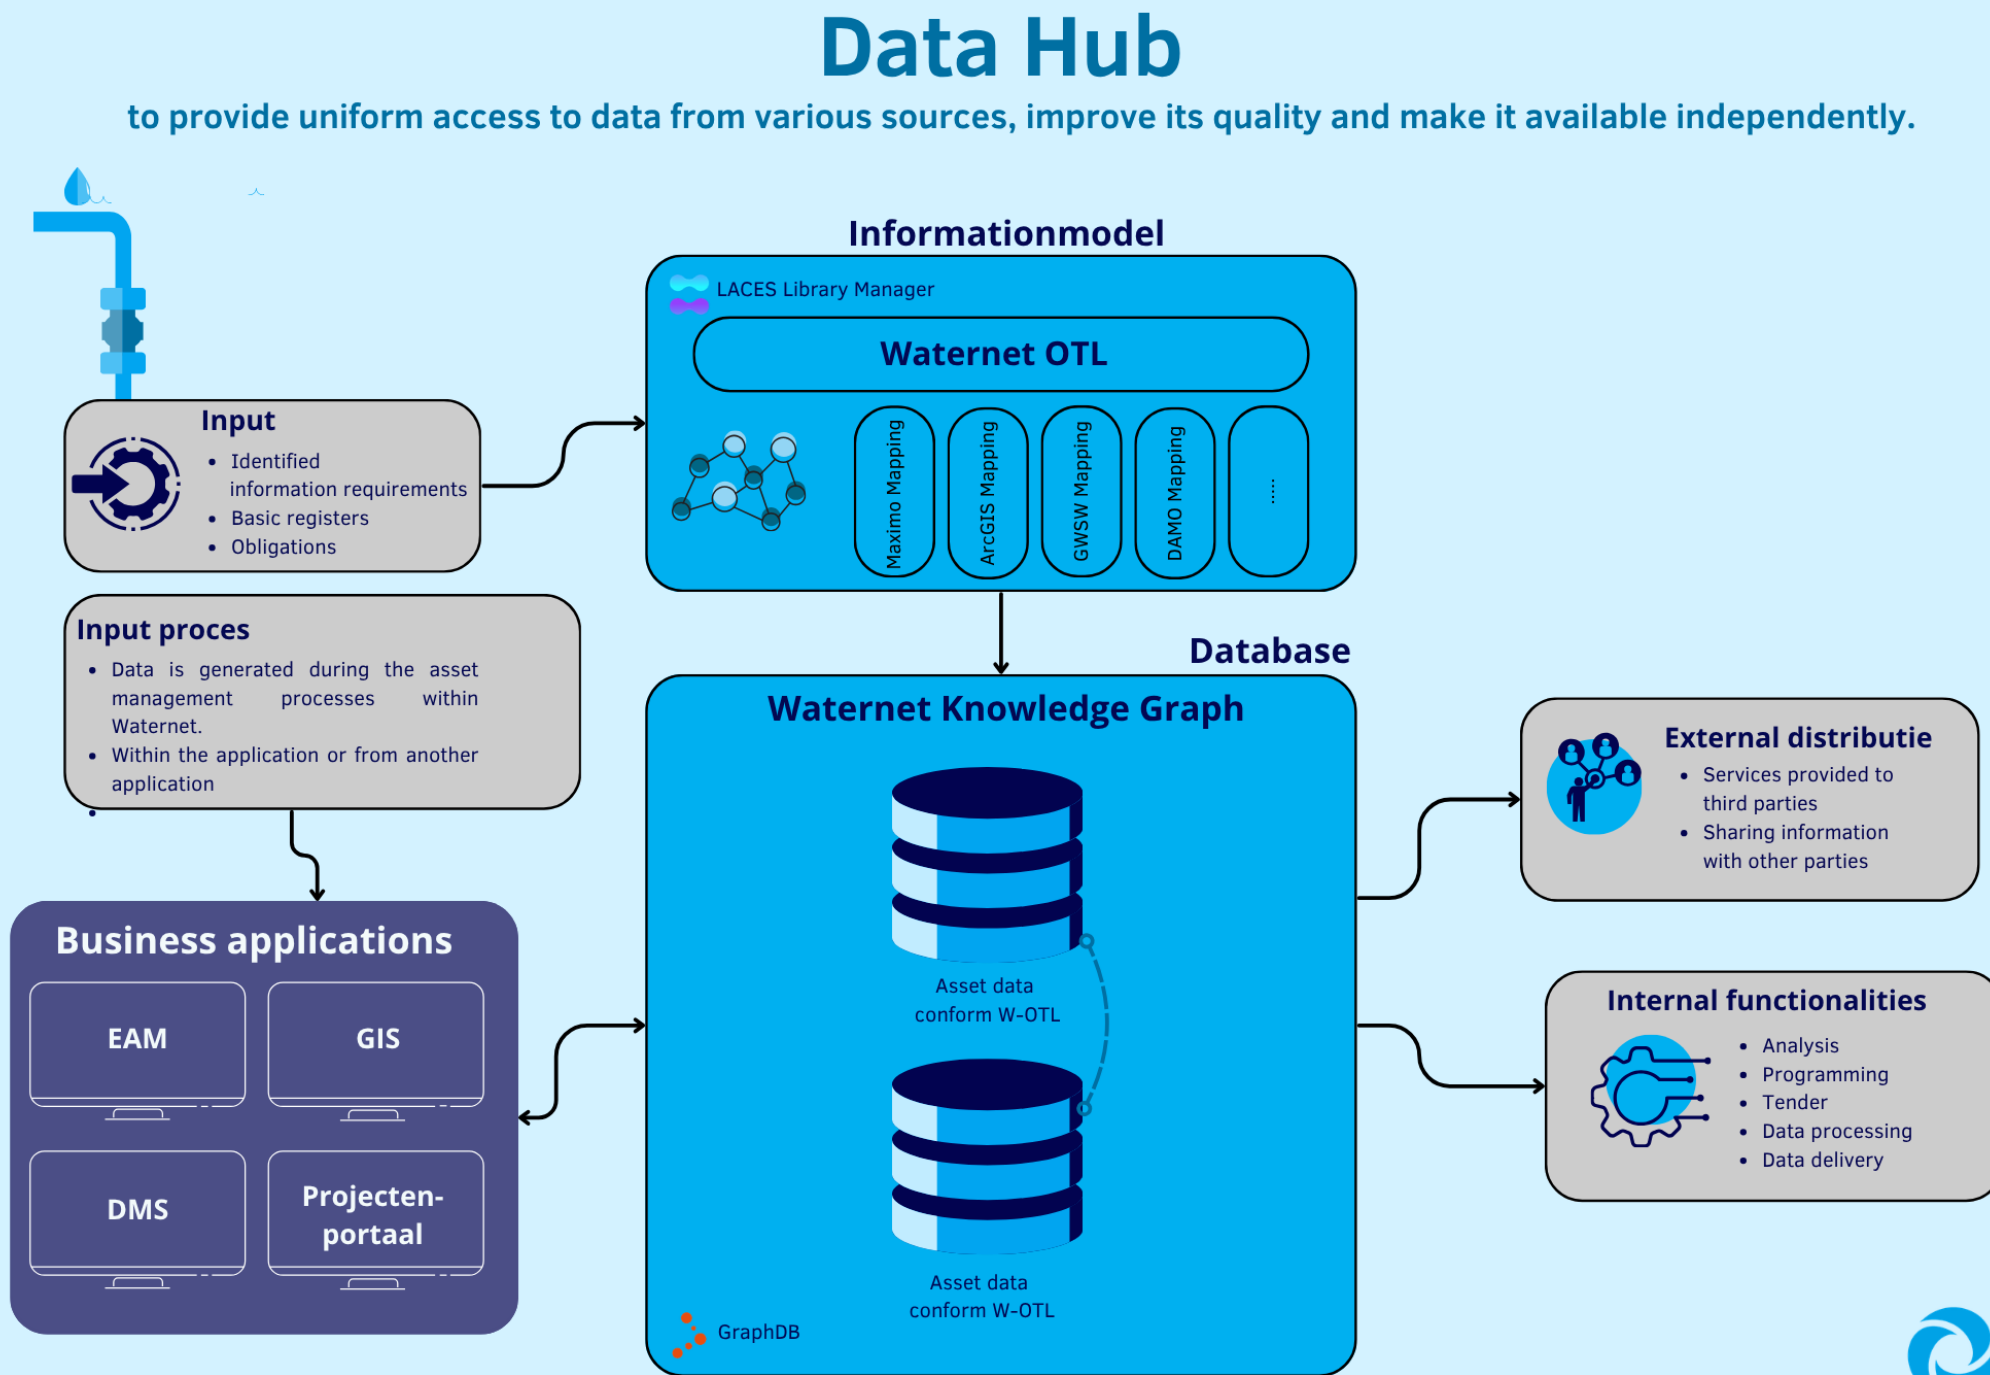 Data Hub
to provide uniform access to data from various sources, improve its quality and make it available independently.
Informationmodel
LACES Library Manager
Waternet OTL
Maximo Mapping
ArcGIS Mapping
GWSW Mapping
DAMO Mapping
.....
Input
• Identified
information requirements
• Basic registers
• Obligations
Input proces
• Data is generated during the asset
management processes within
Waternet.
• Within the application or from another
application
•
Business applications
EAM
GIS
DMS
Projecten-
portaal
Database
Waternet Knowledge Graph
Asset data
conform W-OTL
Asset data
conform W-OTL
GraphDB
External distributie
• Services provided to
third parties
• Sharing information
with other parties
Internal functionalities
• Analysis
• Programming
• Tender
• Data processing
• Data delivery